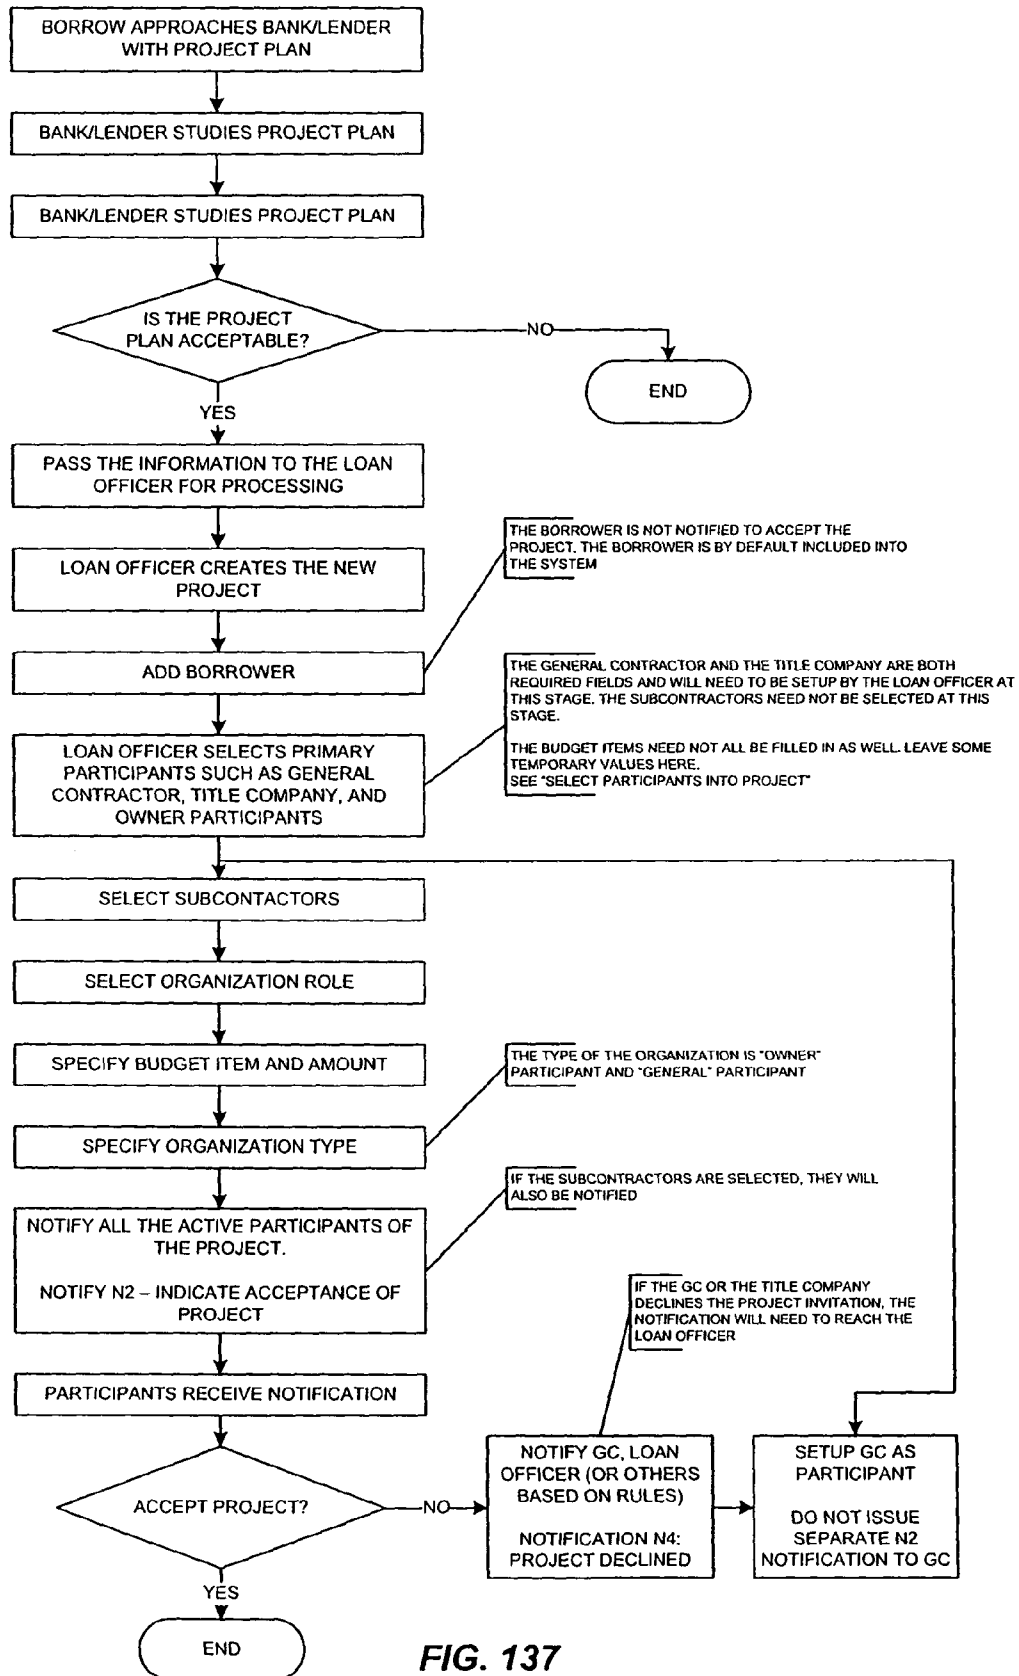 BORROW APPROACHES BANK/LENDER
WITH PROJECT PLAN
BANK/LENDER STUDIES PROJECT PLAN
BANK/LENDER STUDIES PROJECT PLAN
IS THE PROJECT
PLAN ACCEPTABLE?
NO
END
YES
PASS THE INFORMATION TO THE LOAN
OFFICER FOR PROCESSING
LOAN OFFICER CREATES THE NEW
PROJECT
THE BORROWER IS NOT NOTIFIED TO ACCEPT THE
PROJECT. THE BORROWER IS BY DEFAULT INCLUDED INTO
THE SYSTEM
ADD BORROWER
THE GENERAL CONTRACTOR AND THE TITLE COMPANY ARE BOTH
REQUIRED FIELDS AND WILL NEED TO BE SETUP BY THE LOAN OFFICER AT
THIS STAGE. THE SUBCONTRACTORS NEED NOT BE SELECTED AT THIS
STAGE.
THE BUDGET ITEMS NEED NOT ALL BE FILLED IN AS WELL. LEAVE SOME
TEMPORARY VALUES HERE.
SEE "SELECT PARTICIPANTS INTO PROJECT"
LOAN OFFICER SELECTS PRIMARY
PARTICIPANTS SUCH AS GENERAL
CONTRACTOR, TITLE COMPANY, AND
OWNER PARTICIPANTS
SELECT SUBCONTACTORS
SELECT ORGANIZATION ROLE
SPECIFY BUDGET ITEM AND AMOUNT
THE TYPE OF THE ORGANIZATION IS "OWNER"
PARTICIPANT AND "GENERAL" PARTICIPANT
SPECIFY ORGANIZATION TYPE
IF THE SUBCONTRACTORS ARE SELECTED, THEY WILL
ALSO BE NOTIFIED
NOTIFY ALL THE ACTIVE PARTICIPANTS OF
THE PROJECT.
NOTIFY N2 – INDICATE ACCEPTANCE OF
PROJECT
IF THE GC OR THE TITLE COMPANY
DECLINES THE PROJECT INVITATION, THE
NOTIFICATION WILL NEED TO REACH THE
LOAN OFFICER
PARTICIPANTS RECEIVE NOTIFICATION
ACCEPT PROJECT?
NO
NOTIFY GC, LOAN
OFFICER (OR OTHERS
BASED ON RULES)
NOTIFICATION N4:
PROJECT DECLINED
SETUP GC AS
PARTICIPANT
DO NOT ISSUE
SEPARATE N2
NOTIFICATION TO GC
YES
END
FIG. 137